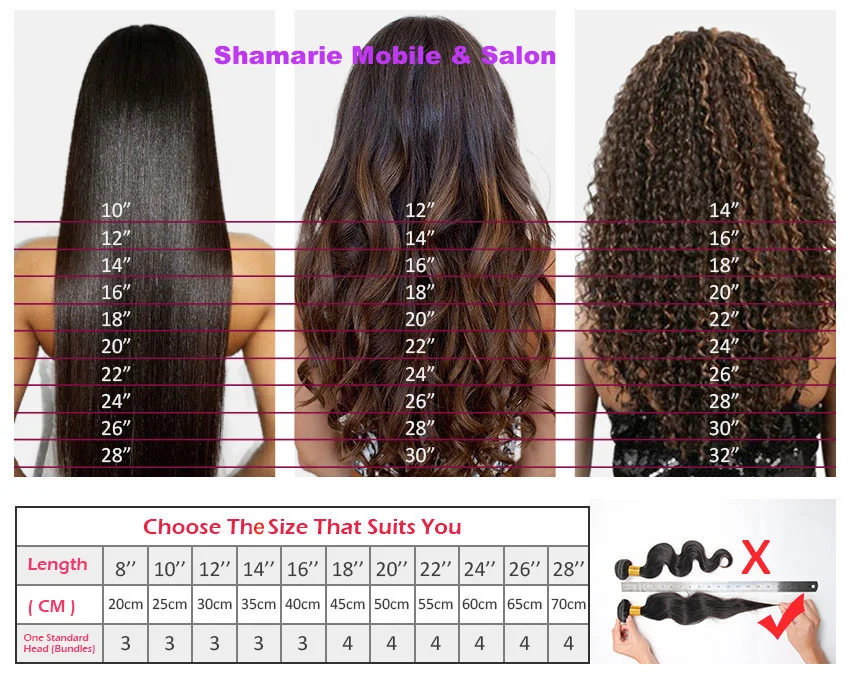 Shamarie Mobile & Salon
10” 12” 14”
12” 14” 16”
14” 16” 18”
16” 18” 20”
18” 20” 22”
20” 22” 24”
22” 24” 26”
24” 26” 28”
26” 28” 30”
28” 30” 32”
Choose The Size That Suits You
Length 8’’ 10’’ 12’’ 14’’ 16’’ 18’’ 20’’ 22’’ 24’’ 26’’ 28’’
( CM ) 20cm 25cm 30cm 35cm 40cm 45cm 50cm 55cm 60cm 65cm 70cm
One Standard
Head (Bundles) 3 3 3 3 3 4 4 4 4 4 4
X